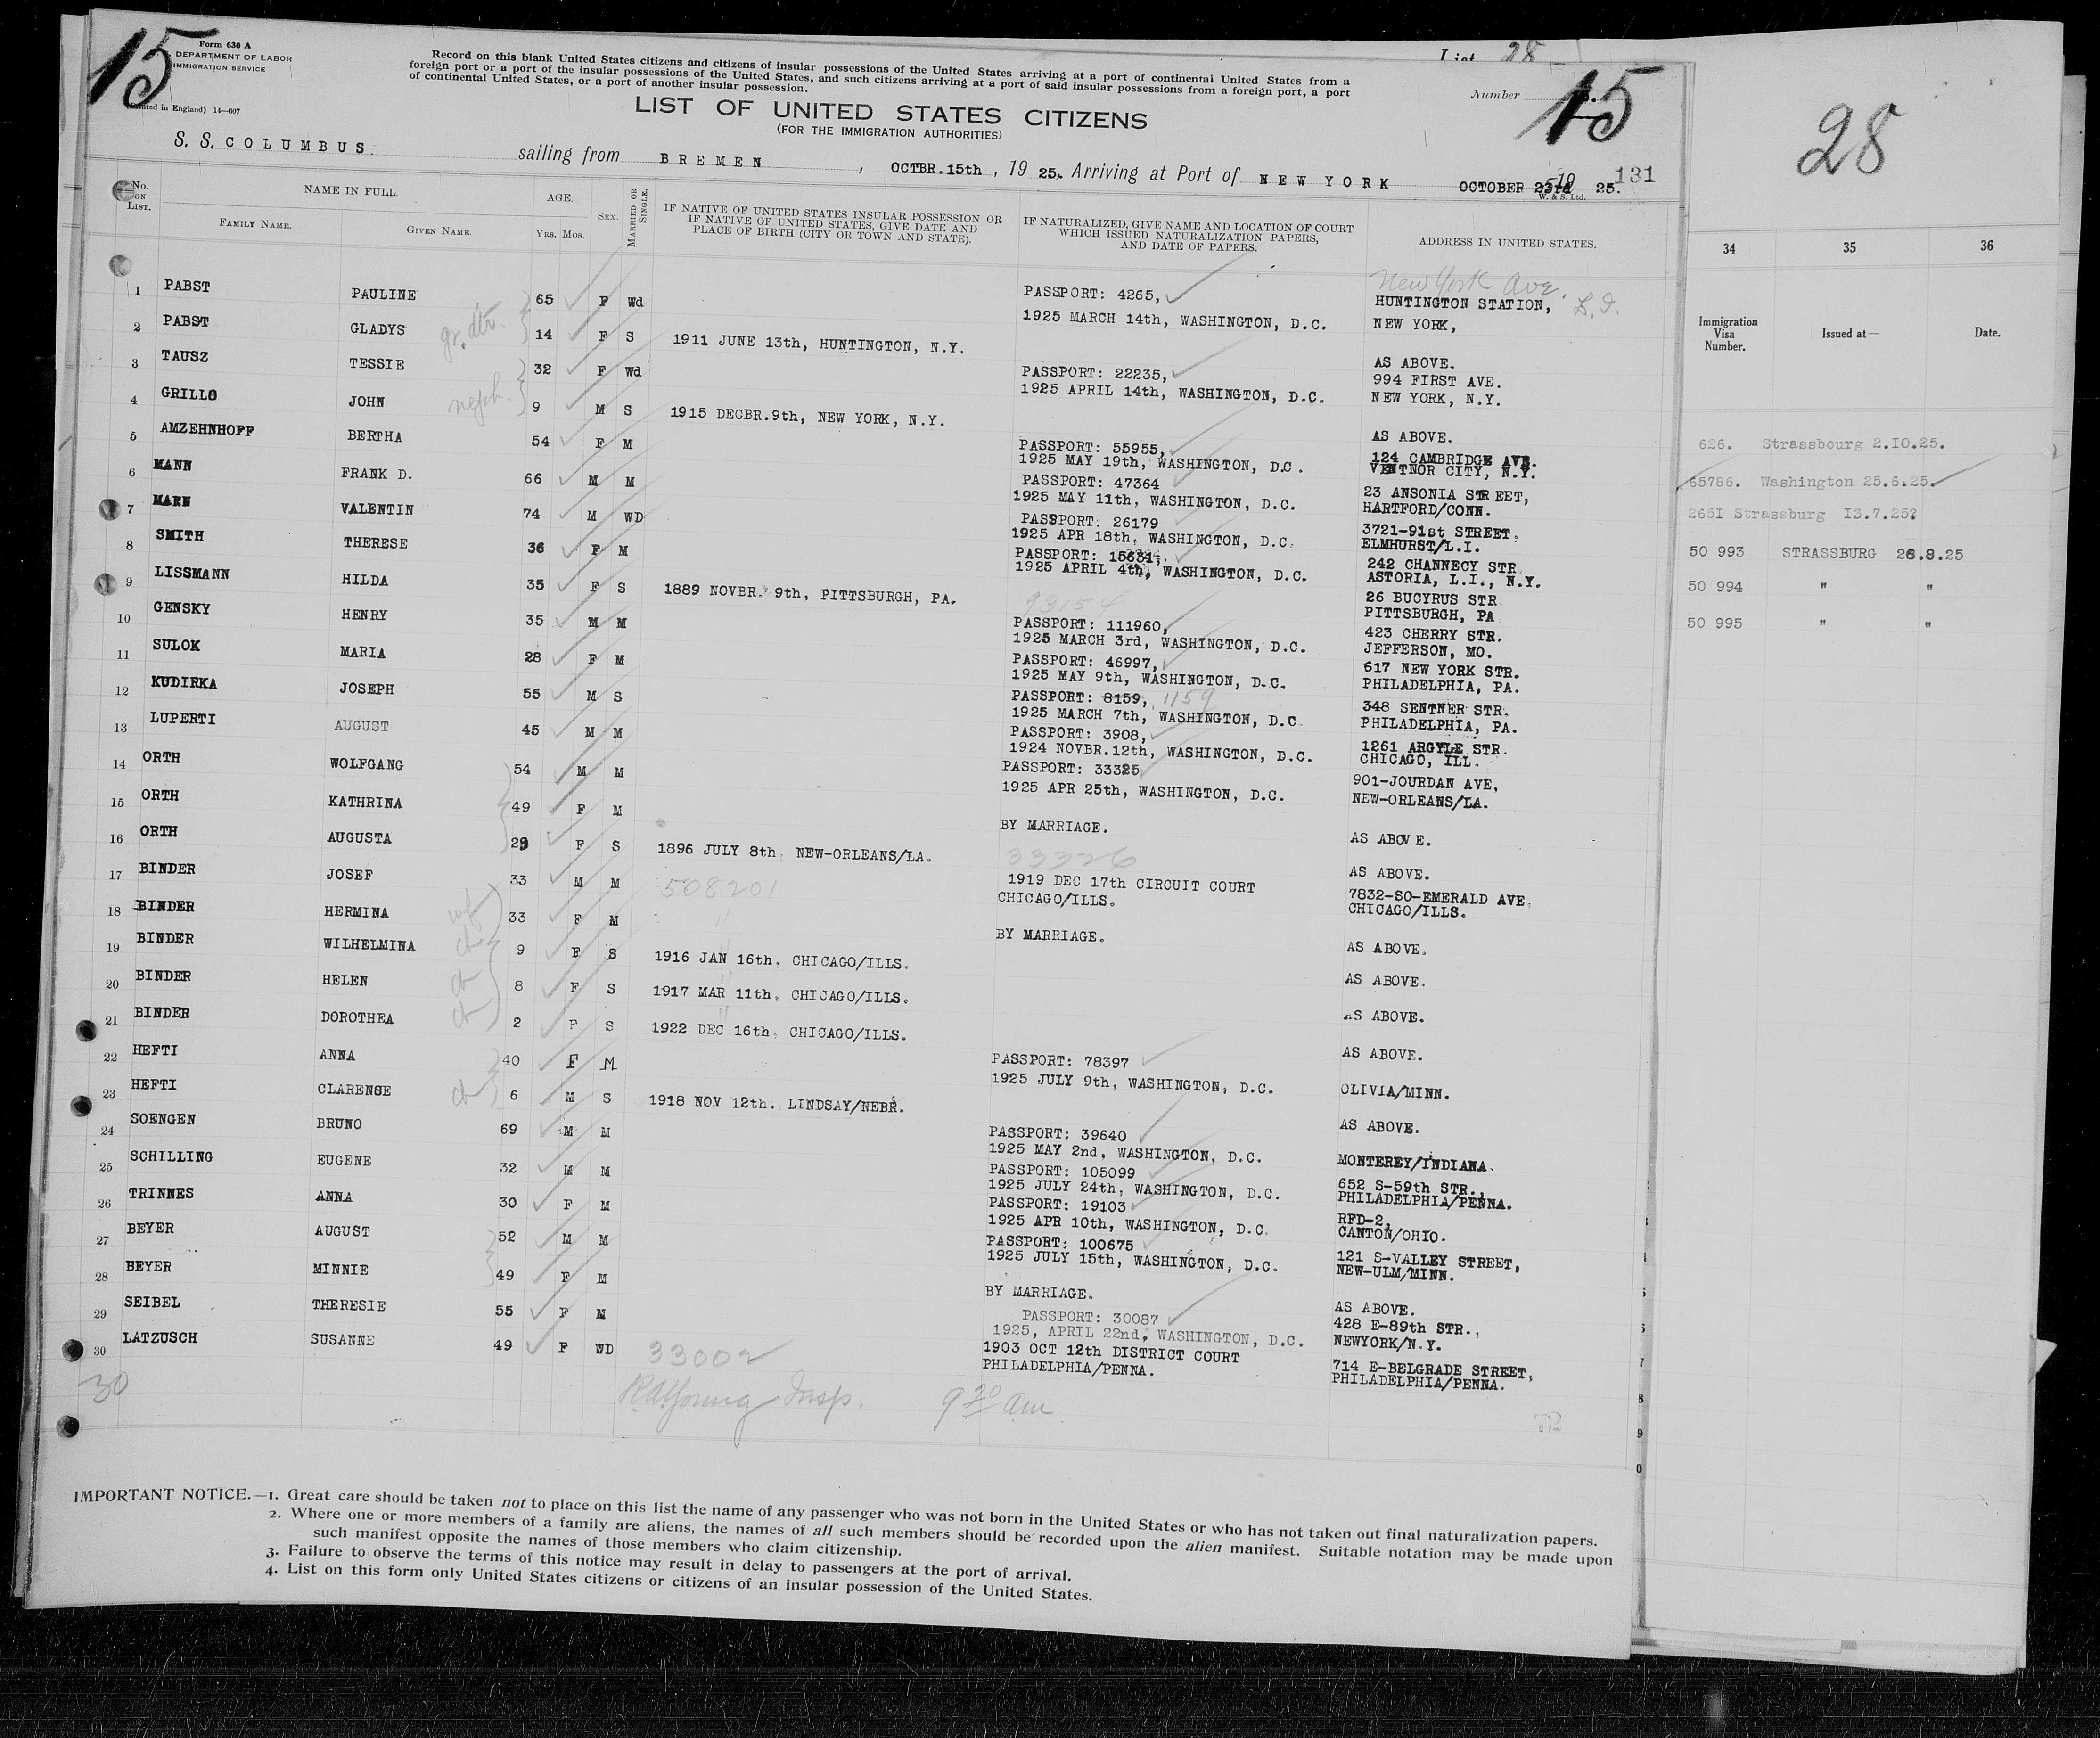 15
Form 630 A
DEPARTMENT OF LABOR
IMMIGRATION SERVICE
(Printed in England) 14—607
Record on this blank United States citizens and citizens of insular possessions of the United States arriving at a port of continental United States from a
foreign port or a port of the insular possessions of the United States, and such citizens arriving at a port of said insular possessions from a foreign port, a port
of continental United States, or a port of another insular possession.
List 28
Number 15
28
LIST OF UNITED STATES CITIZENS
(FOR THE IMMIGRATION AUTHORITIES)
S. S. COLUMBUS. sailing from BREMEN, OCTBR.15th, 19 25. Arriving at Port of NEW YORK OCTOBER 23rd 19 25. 131
W. & S. Ltd.
No. ON LIST. NAME IN FULL. AGE. SEX. MARRIED OR SINGLE. IF NATIVE OF UNITED STATES INSULAR POSSESSION OR IF NATIVE OF UNITED STATES, GIVE DATE AND PLACE OF BIRTH (CITY OR TOWN AND STATE). IF NATURALIZED, GIVE NAME AND LOCATION OF COURT WHICH ISSUED NATURALIZATION PAPERS, AND DATE OF PAPERS. ADDRESS IN UNITED STATES.
FAMILY NAME. GIVEN NAME. Yrs. Mos.
34 35 36
Immigration Visa Number. Issued at— Date.
New York Ave.
1 PABST PAULINE 65 F Wd PASSPORT: 4265, 1925 MARCH 14th, WASHINGTON, D.C. HUNTINGTON STATION, L.I. NEW YORK,
2 PABST GLADYS gr. dtr. 14 F S 1911 JUNE 13th, HUNTINGTON, N.Y. AS ABOVE.
3 TAUSZ TESSIE 32 F Wd PASSPORT: 22235, 1925 APRIL 14th, WASHINGTON, D.C. 994 FIRST AVE. NEW YORK, N.Y.
4 GRILLO JOHN neph. 9 M S 1915 DECBR.9th, NEW YORK, N.Y. AS ABOVE.
5 AMZEHNHOFF BERTHA 54 F M PASSPORT: 55955, 1925 MAY 19th, WASHINGTON, D.C. 124 CAMBRIDGE AVE. VENTNOR CITY, N.Y.
6 MANN FRANK D. 66 M M PASSPORT: 47364 1925 MAY 11th, WASHINGTON, D.C. 23 ANSONIA STREET, HARTFORD/CONN.
7 VALENTIN 74 M WD PASSPORT: 26179 1925 APR 18th, WASHINGTON, D.C. 3721-91st STREET, ELMHURST/L.I.
8 SMITH THERESE 36 F M PASSPORT: 15631, 1925 APRIL 4th, WASHINGTON, D.C. 242 CHANNECY STR ASTORIA, L.I., N.Y.
9 LISSMANN HILDA 35 F S 1889 NOVBR. 9th, PITTSBURGH, PA. 93154 26 BUCYRUS STR PITTSBURGH, PA
10 GENSKY HENRY 35 M M PASSPORT: 111960, 1925 MARCH 3rd, WASHINGTON, D.C. 423 CHERRY STR. JEFFERSON, MO.
11 SULOK MARIA 28 F M PASSPORT: 46997, 1925 MAY 9th, WASHINGTON, D.C. 617 NEW YORK STR. PHILADELPHIA, PA.
12 KUDIRKA JOSEPH 55 M S PASSPORT: 8159, 1159 1925 MARCH 7th, WASHINGTON, D.C. 348 SENTNER STR. PHILADELPHIA, PA.
13 LUPERTI AUGUST 45 M M PASSPORT: 3908, 1924 NOVBR.12th, WASHINGTON, D.C. 1261 ARGYLE STR. CHICAGO, ILL.
14 ORTH WOLFGANG 54 M M PASSPORT: 33325 1925 APR 25th, WASHINGTON, D.C. 901-JOURDAN AVE, NEW-ORLEANS/LA.
15 ORTH KATHRINA 49 F M BY MARRIAGE. AS ABOVE.
16 ORTH AUGUSTA 29 F S 1896 JULY 8th, NEW-ORLEANS/LA. 33326 AS ABOVE.
17 BINDER JOSEF 33 M M 508201 1919 DEC 17th CIRCUIT COURT CHICAGO/ILLS. 7832-SO-EMERALD AVE, CHICAGO/ILLS.
18 BINDER HERMINA wf 33 F M " BY MARRIAGE. AS ABOVE.
19 BINDER WILHELMINA ch 9 F S 1916 JAN 16th, CHICAGO/ILLS. AS ABOVE.
20 BINDER HELEN ch 8 F S 1917 MAR 11th, CHICAGO/ILLS. AS ABOVE.
21 BINDER DOROTHEA ch 2 F S 1922 DEC 16th, CHICAGO/ILLS. AS ABOVE.
22 HEFTI ANNA 40 F M PASSPORT: 78397 1925 JULY 9th, WASHINGTON, D.C. OLIVIA/MINN.
23 HEFTI CLARENSE ch 6 M S 1918 NOV 12th, LINDSAY/NEBR. AS ABOVE.
24 SOENGEN BRUNO 69 M M PASSPORT: 39640 1925 MAY 2nd, WASHINGTON, D.C. MONTEREY/INDIANA.
25 SCHILLING EUGENE 32 M M PASSPORT: 105099 1925 JULY 24th, WASHINGTON, D.C. 652 S-59th STR., PHILADELPHIA/PENNA.
26 TRINNES ANNA 30 F M PASSPORT: 19103 1925 APR 10th, WASHINGTON, D.C. RFD-2, CANTON/OHIO.
27 BEYER AUGUST 52 M M PASSPORT: 100675 1925 JULY 15th, WASHINGTON, D.C. 121 S-VALLEY STREET, NEW-ULM/MINN.
28 BEYER MINNIE 49 F M BY MARRIAGE. AS ABOVE.
29 SEIBEL THERESIE 55 F M PASSPORT: 30087 1925, APRIL 22nd, WASHINGTON, D.C. 428 E-89th STR., NEWYORK/N.Y.
30 LATZUSCH SUSANNE 49 F WD 33002 1903 OCT 12th DISTRICT COURT PHILADELPHIA/PENNA. 714 E-BELGRADE STREET, PHILADELPHIA/PENNA.
30 R A Young Insp. 9 20 am
626. Strassbourg 2.10.25.
65786. Washington 25.6.25.
2651 Strassburg 13.7.25?
50 993 STRASSBURG 26.8.25
50 994 " "
50 995 " "
IMPORTANT NOTICE.—1. Great care should be taken not to place on this list the name of any passenger who was not born in the United States or who has not taken out final naturalization papers.
2. Where one or more members of a family are aliens, the names of all such members should be recorded upon the alien manifest. Suitable notation may be made upon
such manifest opposite the names of those members who claim citizenship.
3. Failure to observe the terms of this notice may result in delay to passengers at the port of arrival.
4. List on this form only United States citizens or citizens of an insular possession of the United States.